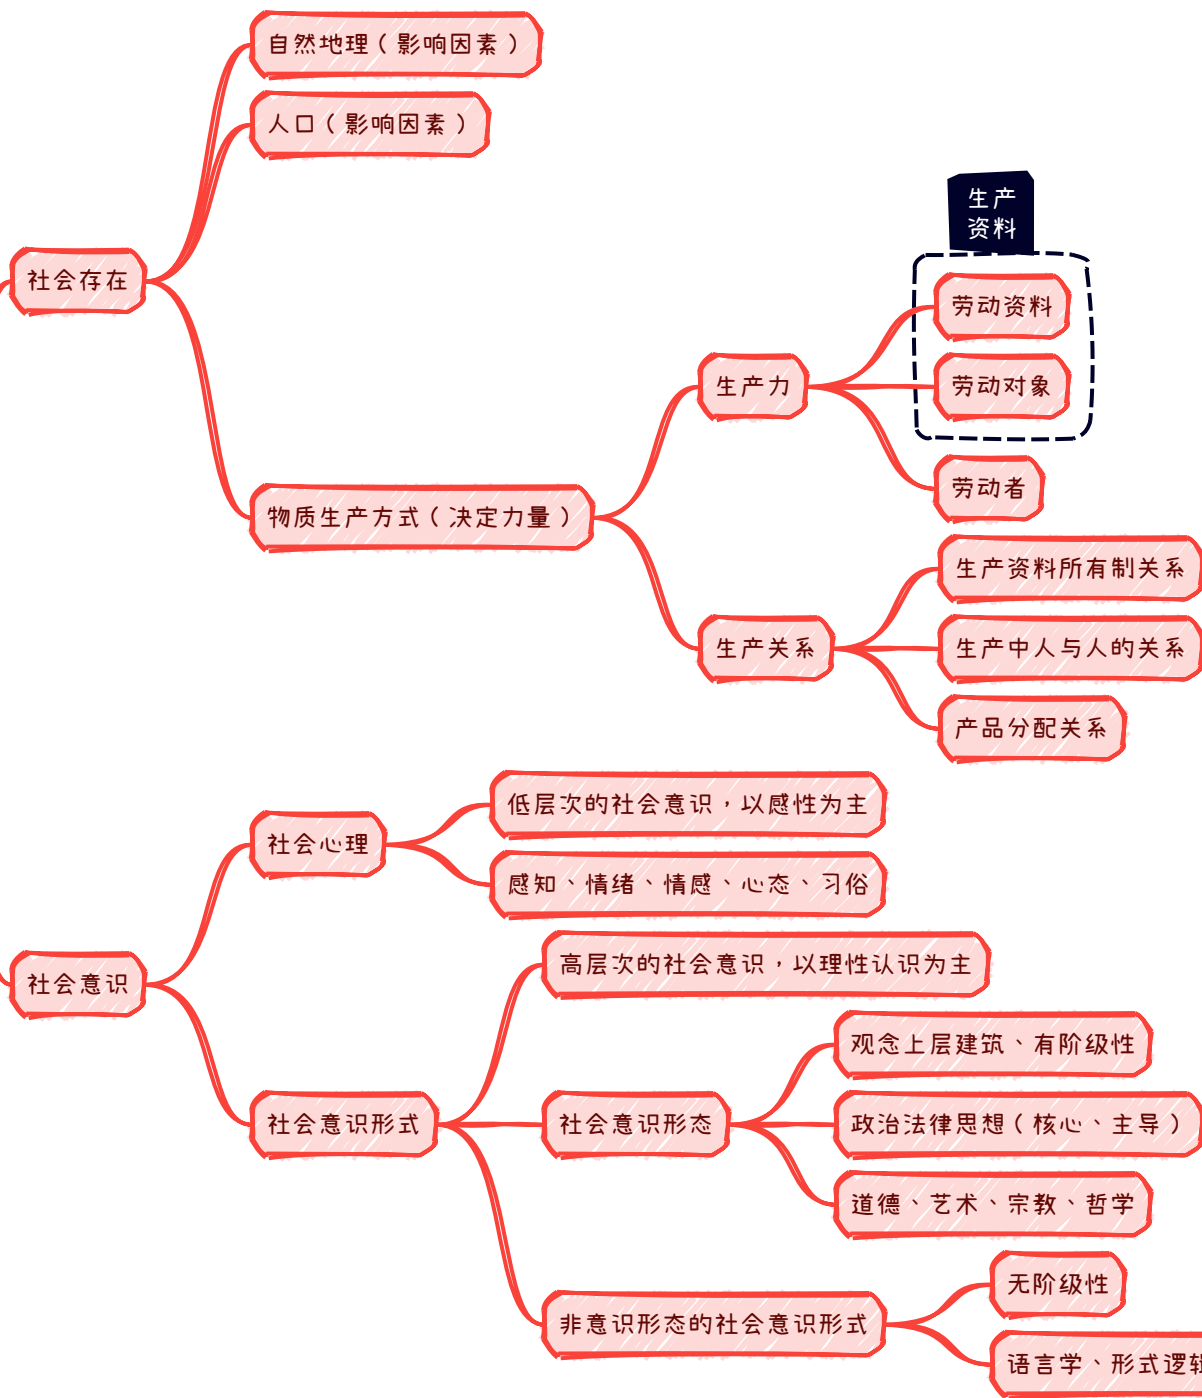 自然地理（影响因素）
人口（影响因素）
社会存在
物质生产方式（决定力量）
生产力
生产
资料
劳动资料
劳动对象
劳动者
生产关系
生产资料所有制关系
生产中人与人的关系
产品分配关系
社会意识
社会心理
低层次的社会意识，以感性为主
感知、情绪、情感、心态、习俗
社会意识形式
高层次的社会意识，以理性认识为主
社会意识形态
观念上层建筑、有阶级性
政治法律思想（核心、主导）
道德、艺术、宗教、哲学
非意识形态的社会意识形式
无阶级性
语言学、形式逻辑